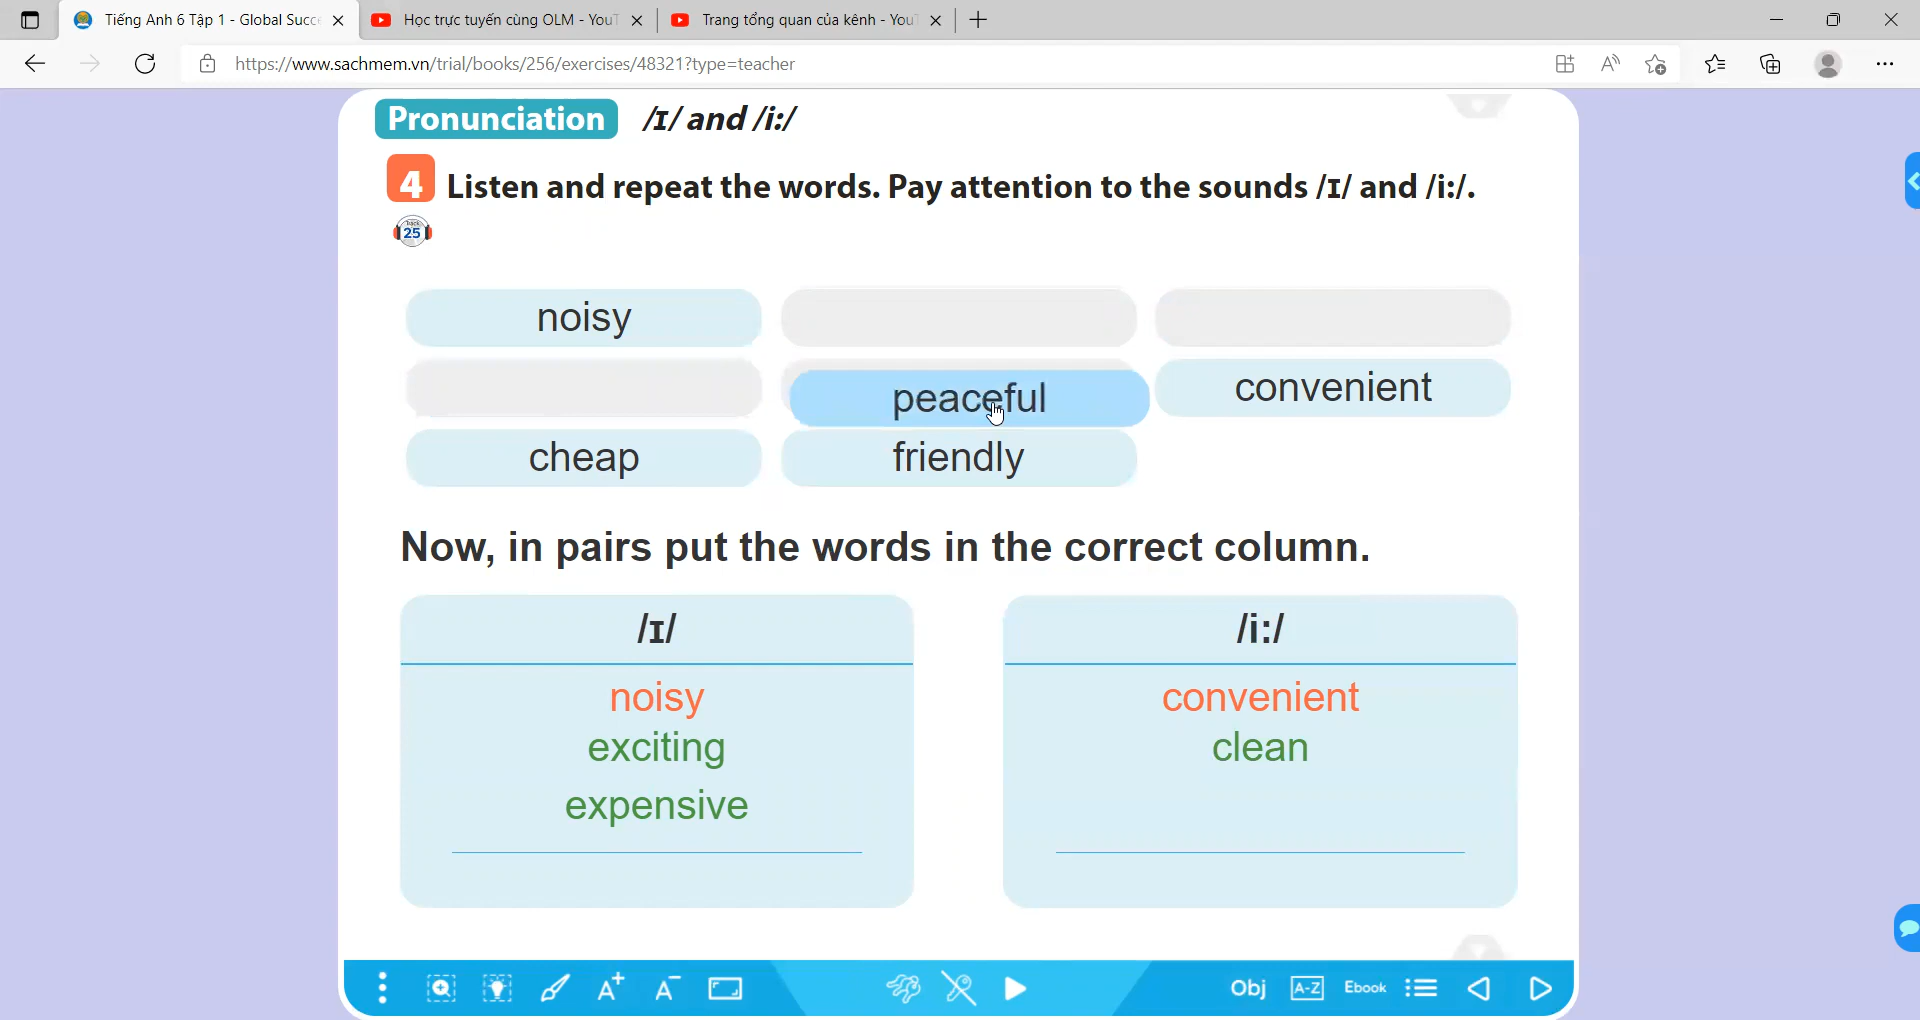 Tiếng Anh 6 Tập 1 - Global Succe
Học trực tuyến cùng OLM - YouT
Trang tổng quan của kênh - YouT
https://www.sachmem.vn/trial/books/256/exercises/48321?type=teacher
Pronunciation /ɪ/ and /i:/
4 Listen and repeat the words. Pay attention to the sounds /ɪ/ and /i:/.
Track
25
noisy
peaceful convenient
cheap friendly
Now, in pairs put the words in the correct column.
/ɪ/ /i:/
noisy convenient
exciting clean
expensive
A+ A− Obj A-Z Ebook